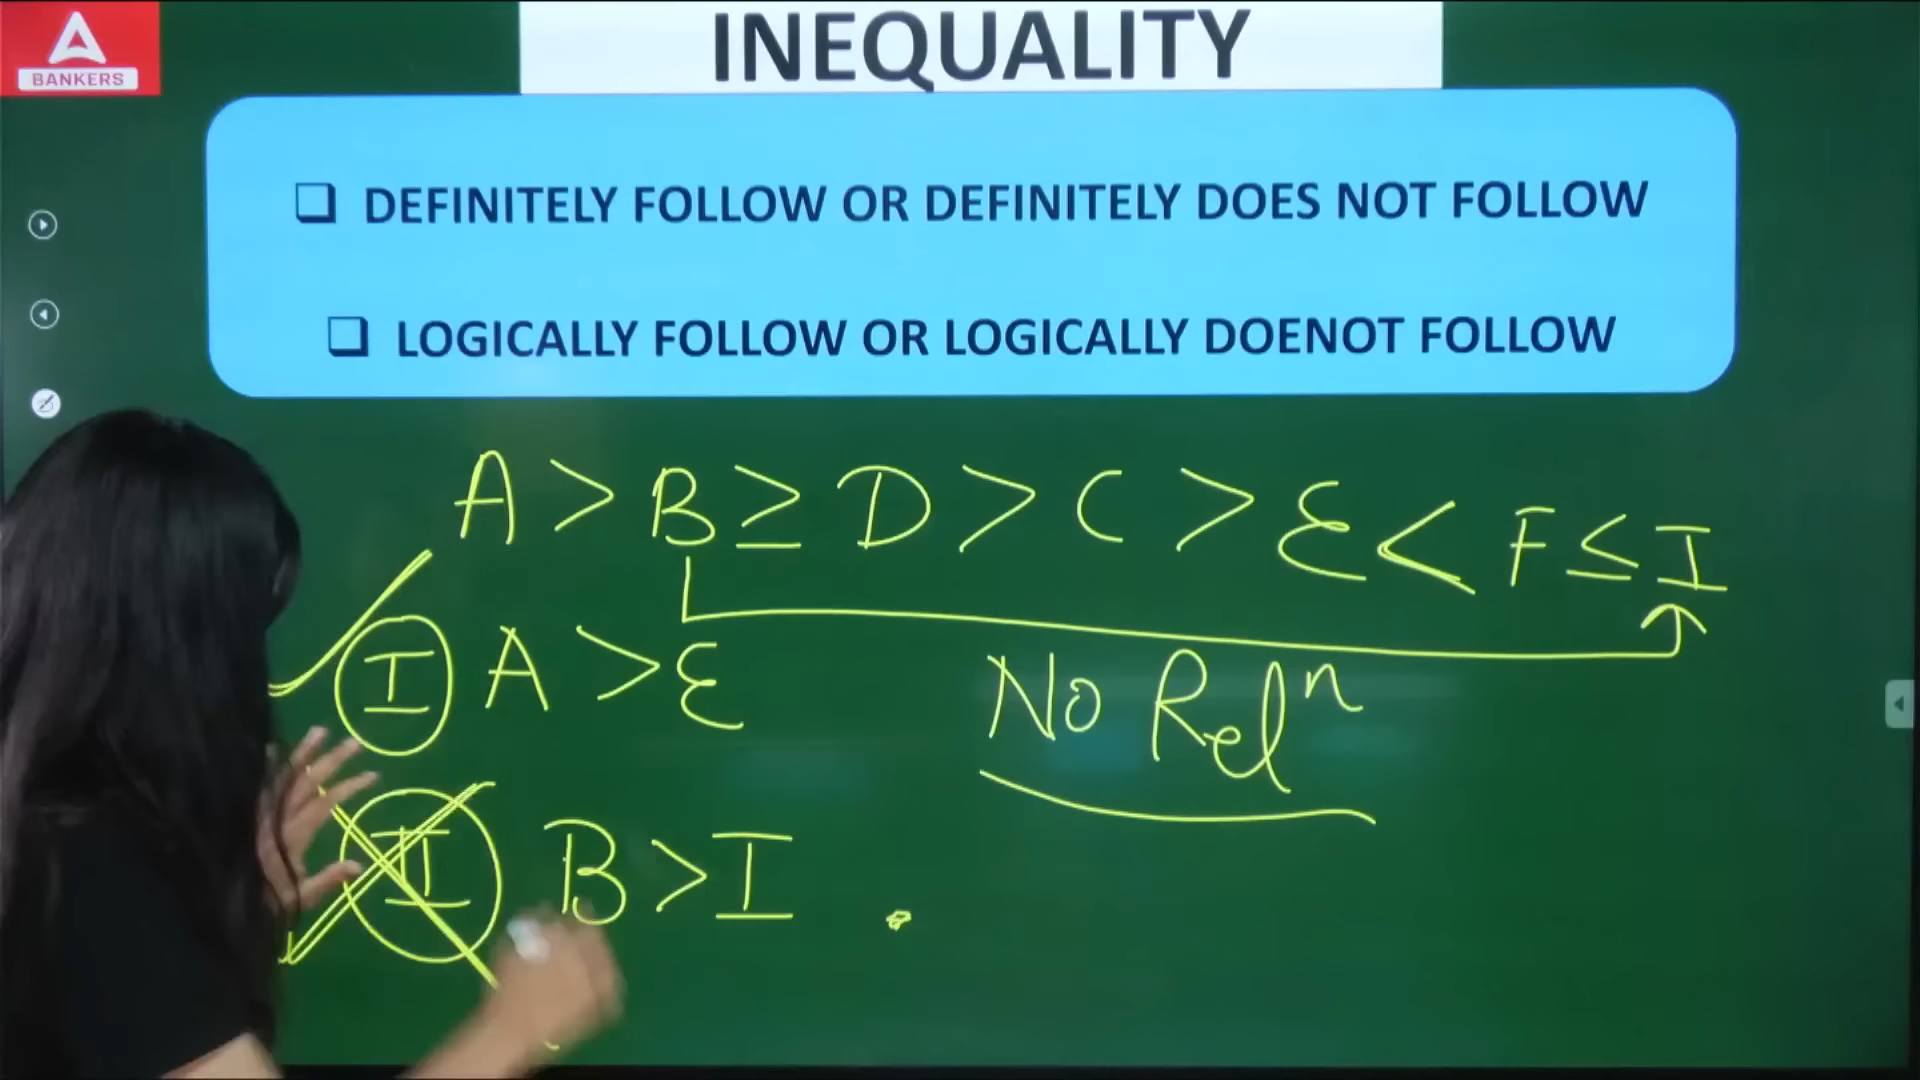 BANKERS
INEQUALITY
DEFINITELY FOLLOW OR DEFINITELY DOES NOT FOLLOW
LOGICALLY FOLLOW OR LOGICALLY DOENOT FOLLOW
A > B ≥ D > C > E < F ≤ I
I A > E
No Relⁿ
II B > I .